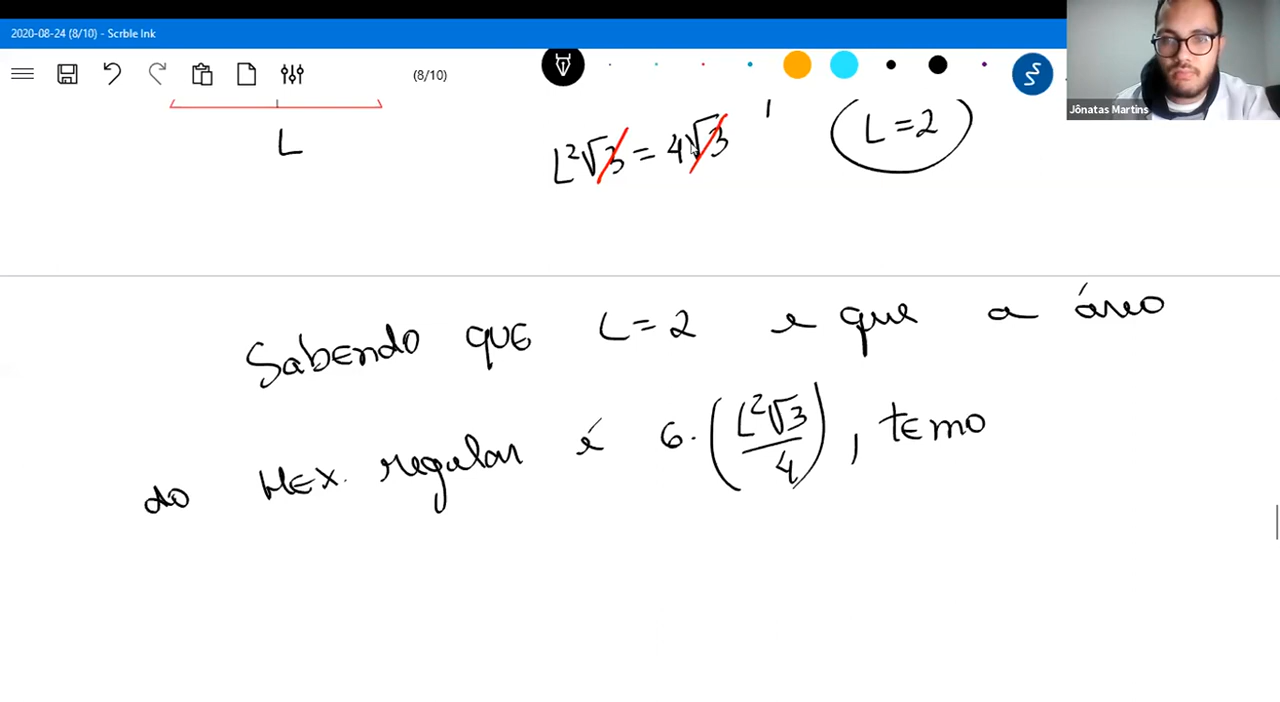 2020-08-24 (8/10) - Scrble Ink
(8/10)
Jônatas Martins
L
L²√3 = 4√3
L = 2
Sabendo que L = 2 e que a área
do Hex. regular é 6·(L²√3/4), temo